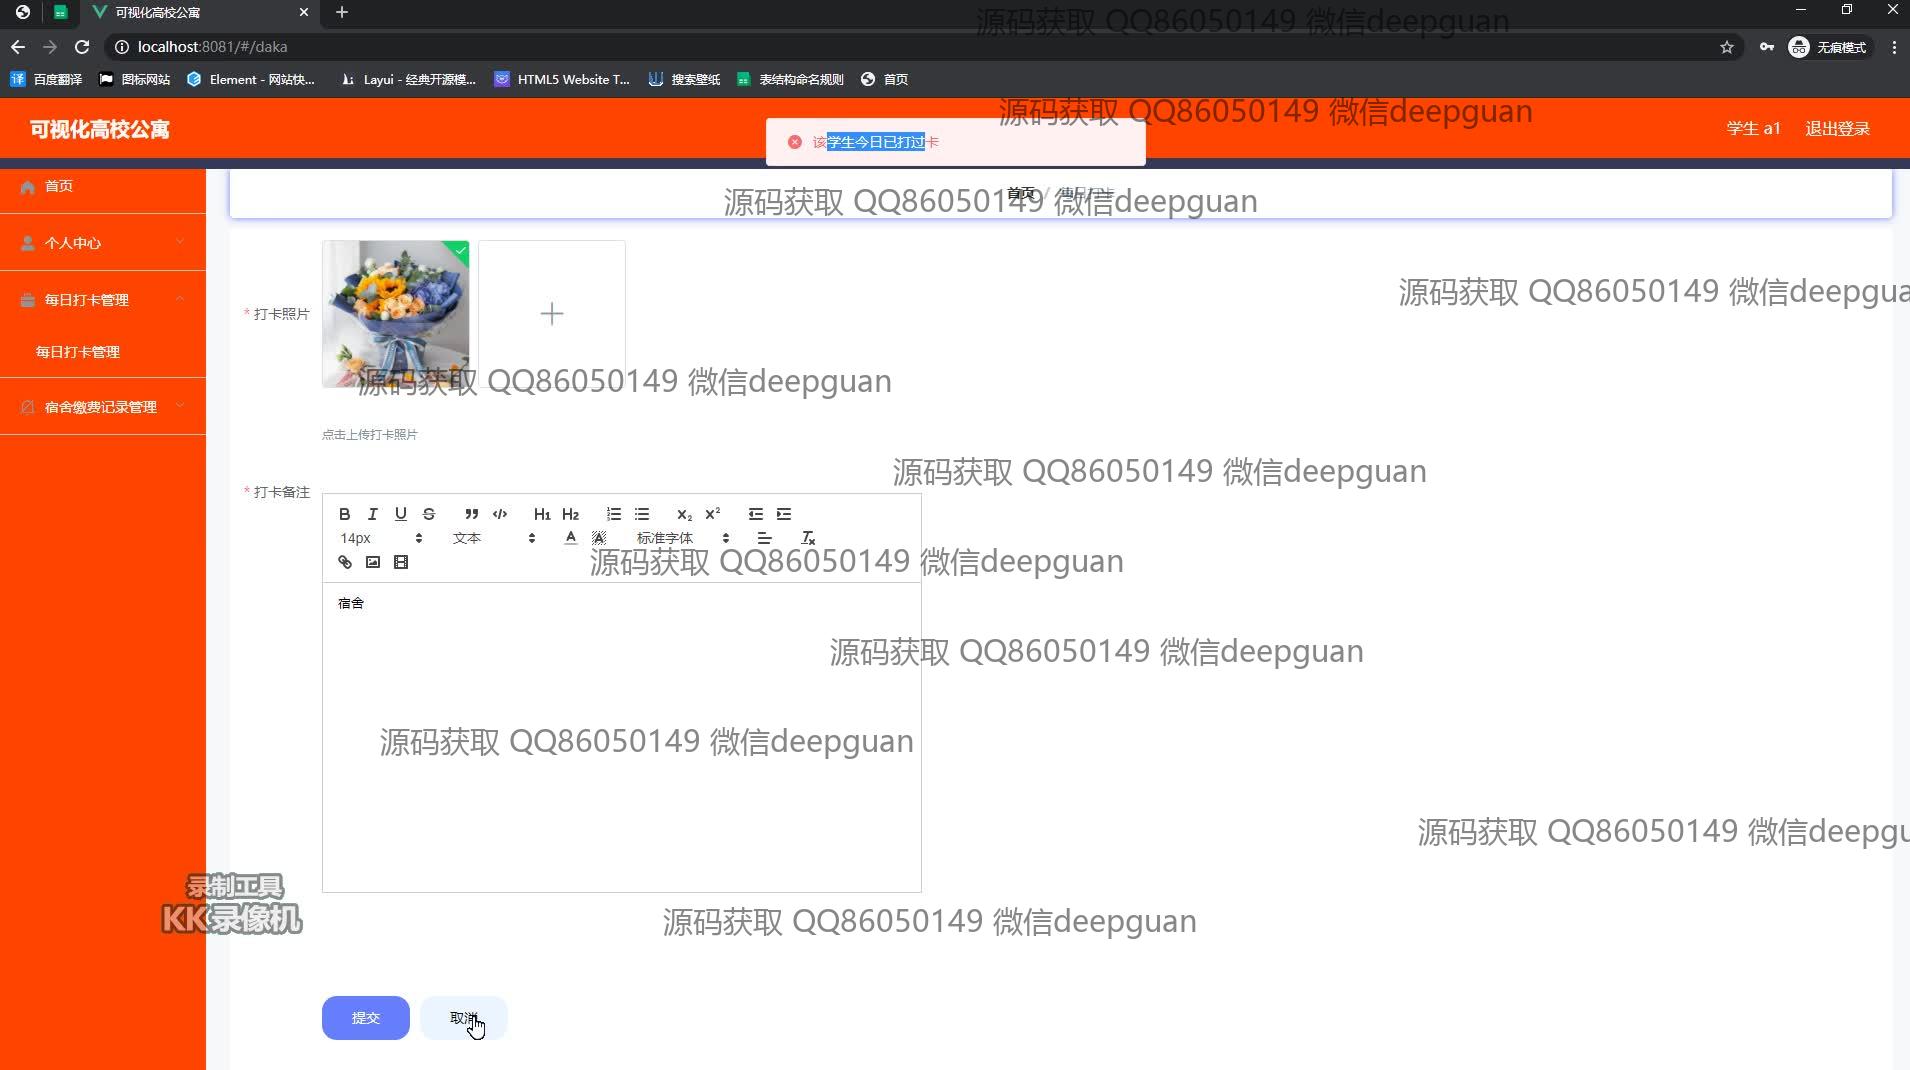 可视化高校公寓
源码获取 QQ86050149 微信deepguan
localhost:8081/#/daka
无痕模式
百度翻译
图标网站
Element - 网站快...
Layui - 经典开源模...
HTML5 Website T...
搜索壁纸
表结构命名规则
首页
源码获取 QQ86050149 微信deepguan
可视化高校公寓
该学生今日已打过卡
学生 a1
退出登录
首页
首页 /
源码获取 QQ86050149 微信deepguan
个人中心
每日打卡管理
源码获取 QQ86050149 微信deepgua
* 打卡照片
每日打卡管理
源码获取 QQ86050149 微信deepguan
宿舍缴费记录管理
点击上传打卡照片
源码获取 QQ86050149 微信deepguan
* 打卡备注
B I U S H1 H2 X2 X2
14px 文本 A A 标准字体 Tx
源码获取 QQ86050149 微信deepguan
宿舍
源码获取 QQ86050149 微信deepguan
源码获取 QQ86050149 微信deepguan
源码获取 QQ86050149 微信deepgu
录制工具
KK录像机
源码获取 QQ86050149 微信deepguan
提交
取消